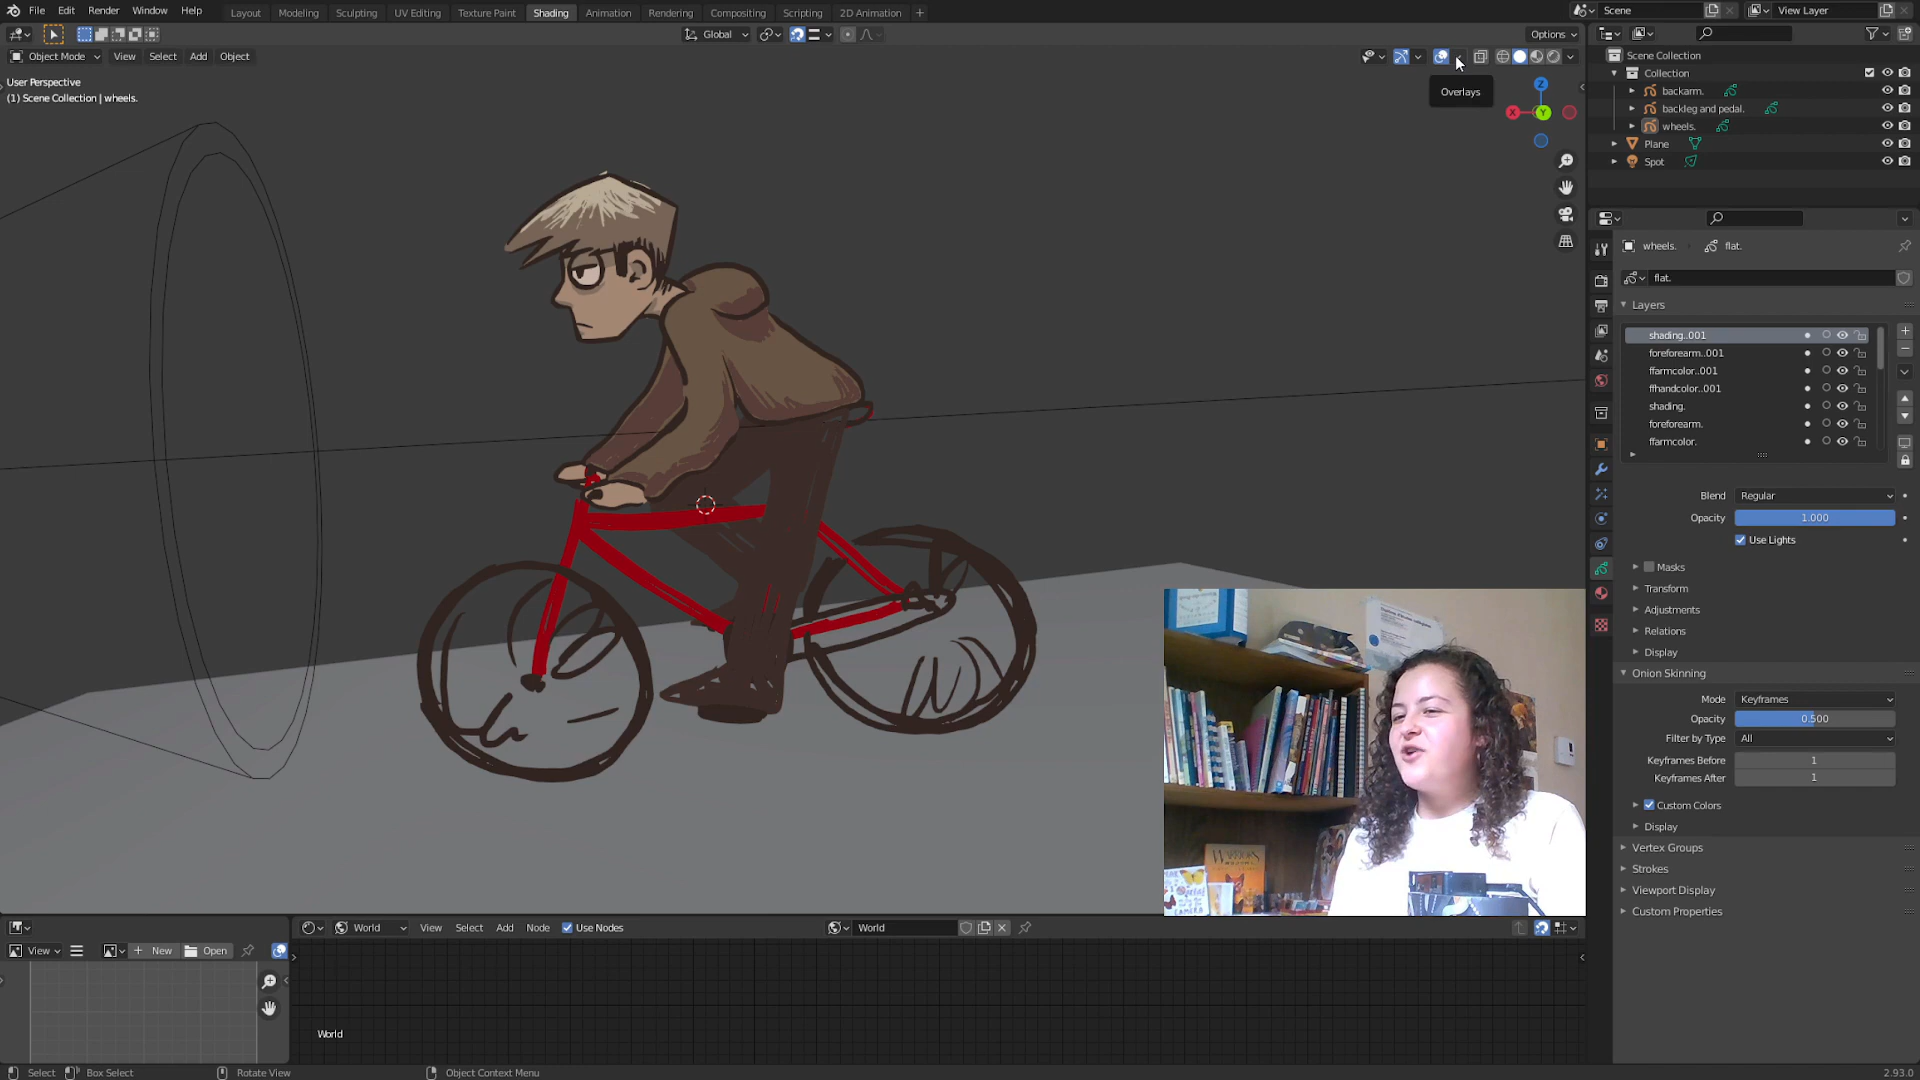 File Edit Render Window Help Layout Modeling Sculpting UV Editing Texture Paint Shading Animation Rendering Compositing Scripting 2D Animation + Scene View Layer
Global Options
Object Mode View Select Add Object
User Perspective
(1) Scene Collection | wheels.
Overlays
Z
X Y
Scene Collection
Collection
backarm.
backleg and pedal.
wheels.
Plane
Spot
wheels. flat.
flat.
Layers
shading..001
foreforearm..001
ffarmcolor..001
ffhandcolor..001
shading.
foreforearm.
ffarmcolor.
Blend Regular
Opacity 1.000
Use Lights
Masks
Transform
Adjustments
Relations
Display
Onion Skinning
Mode Keyframes
Opacity 0.500
Filter by Type All
Keyframes Before 1
Keyframes After 1
Custom Colors
Display
Vertex Groups
Strokes
Viewport Display
Custom Properties
WARRIORS
World View Select Add Node Use Nodes World
View + New Open
World
Select Box Select Rotate View Object Context Menu 2.93.0